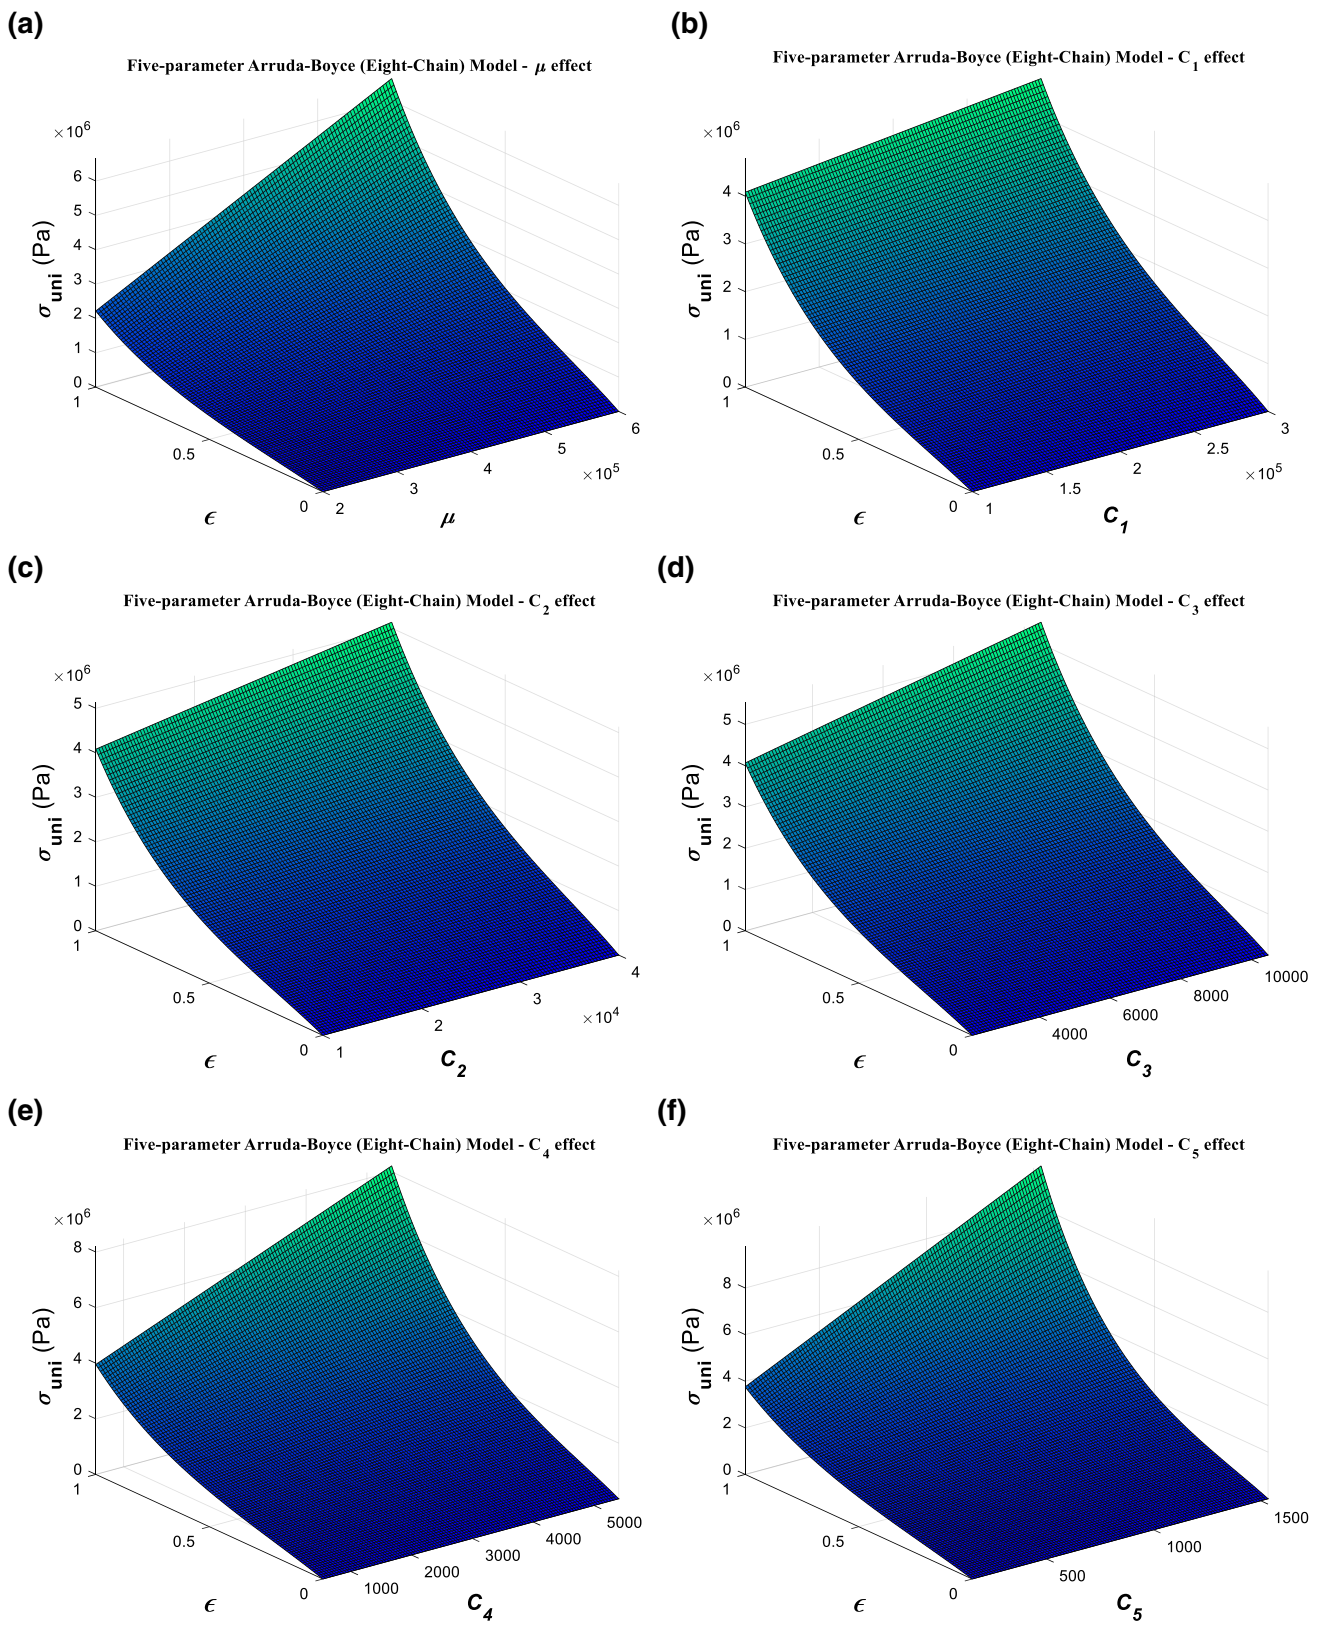 (a)
Five-parameter Arruda-Boyce (Eight-Chain) Model - μ effect
×10⁶
6
5
4
3
2
1
0
σuni (Pa)
1
0.5
0
ϵ
2
3
4
5
6
×10⁵
μ
(b)
Five-parameter Arruda-Boyce (Eight-Chain) Model - C₁ effect
×10⁶
4
3
2
1
0
σuni (Pa)
1
0.5
0
ϵ
1
1.5
2
2.5
3
×10⁵
C₁
(c)
Five-parameter Arruda-Boyce (Eight-Chain) Model - C₂ effect
×10⁶
5
4
3
2
1
0
σuni (Pa)
1
0.5
0
ϵ
1
2
3
4
×10⁴
C₂
(d)
Five-parameter Arruda-Boyce (Eight-Chain) Model - C₃ effect
×10⁶
5
4
3
2
1
0
σuni (Pa)
1
0.5
0
ϵ
4000
6000
8000
10000
C₃
(e)
Five-parameter Arruda-Boyce (Eight-Chain) Model - C₄ effect
×10⁶
8
6
4
2
0
σuni (Pa)
1
0.5
0
ϵ
1000
2000
3000
4000
5000
C₄
(f)
Five-parameter Arruda-Boyce (Eight-Chain) Model - C₅ effect
×10⁶
8
6
4
2
0
σuni (Pa)
1
0.5
0
ϵ
500
1000
1500
C₅